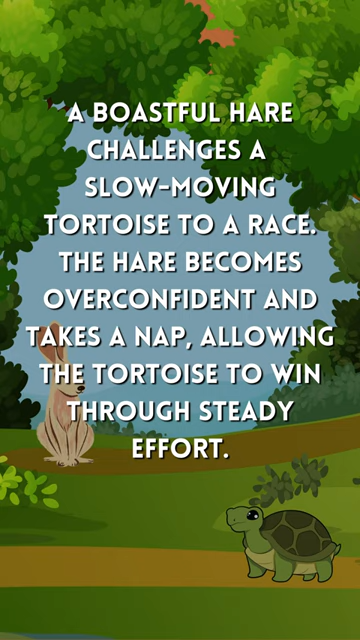 A BOASTFUL HARE
CHALLENGES A
SLOW-MOVING
TORTOISE TO A RACE.
THE HARE BECOMES
OVERCONFIDENT AND
TAKES A NAP, ALLOWING
THE TORTOISE TO WIN
THROUGH STEADY
EFFORT.